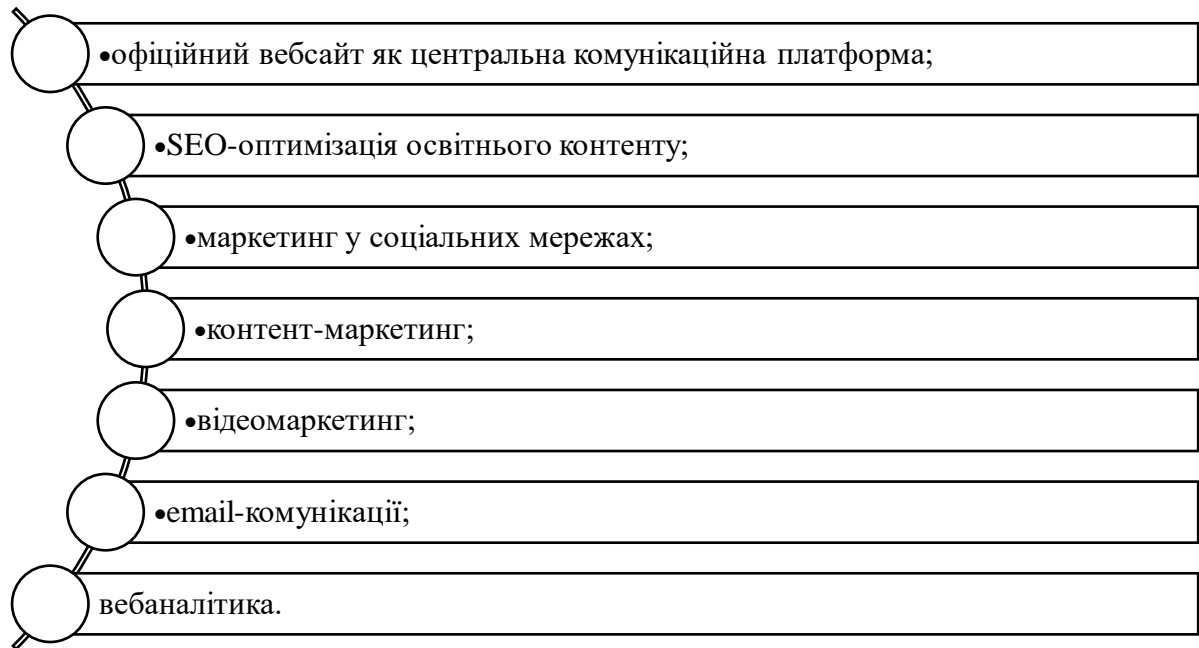 •офіційний вебсайт як центральна комунікаційна платформа;
•SEO-оптимізація освітнього контенту;
•маркетинг у соціальних мережах;
•контент-маркетинг;
•відеомаркетинг;
•email-комунікації;
вебаналітика.